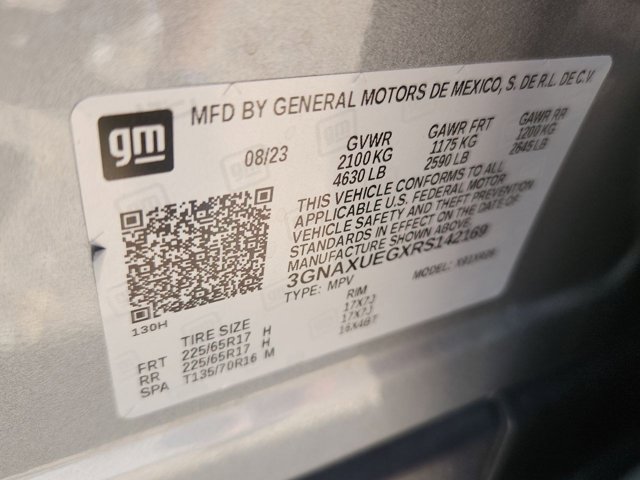 gm
MFD BY GENERAL MOTORS DE MEXICO, S. DE R.L. DE C.V.
08/23
GVWR
2100 KG
4630 LB
GAWR FRT
1175 KG
2590 LB
GAWR RR
1200 KG
2645 LB
THIS VEHICLE CONFORMS TO ALL
APPLICABLE U.S. FEDERAL MOTOR
VEHICLE SAFETY AND THEFT PREVENTION
STANDARDS IN EFFECT ON THE DATE OF
MANUFACTURE SHOWN ABOVE.
3GNAXUEGXRS142169
TYPE: MPV
MODEL:
130H
TIRE SIZE
RIM
FRT 225/65R17 H 17X7J
RR 225/65R17 H 17X7J
SPA T135/70R16 M 16X4BT